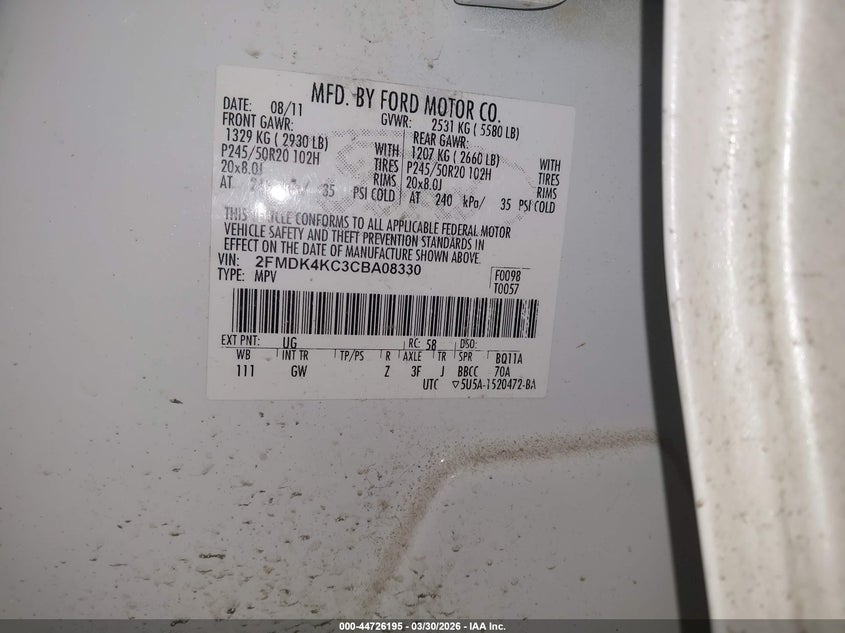 MFD. BY FORD MOTOR CO.
DATE: 08/11 GVWR: 2531 KG ( 5580 LB)
FRONT GAWR: REAR GAWR:
1329 KG ( 2930 LB) WITH 1207 KG ( 2660 LB) WITH
P245/50R20 102H TIRES P245/50R20 102H TIRES
20x8.0J RIMS 20x8.0J RIMS
AT kPa/ 35 PSI COLD AT 240 kPa/ 35 PSI COLD
THIS VEHICLE CONFORMS TO ALL APPLICABLE FEDERAL MOTOR
VEHICLE SAFETY AND THEFT PREVENTION STANDARDS IN
EFFECT ON THE DATE OF MANUFACTURE SHOWN ABOVE.
VIN: 2FMDK4KC3CBA08330 F0098
TYPE: MPV T0057
EXT PNT: UG RC: 58 DSO:
WB INT TR TP/PS R AXLE TR SPR BQ11A
111 GW Z 3F J BBCC 70A
UTC ▽5U5A-1520472-BA
000-44726195 - 03/30/2026 - IAA Inc.